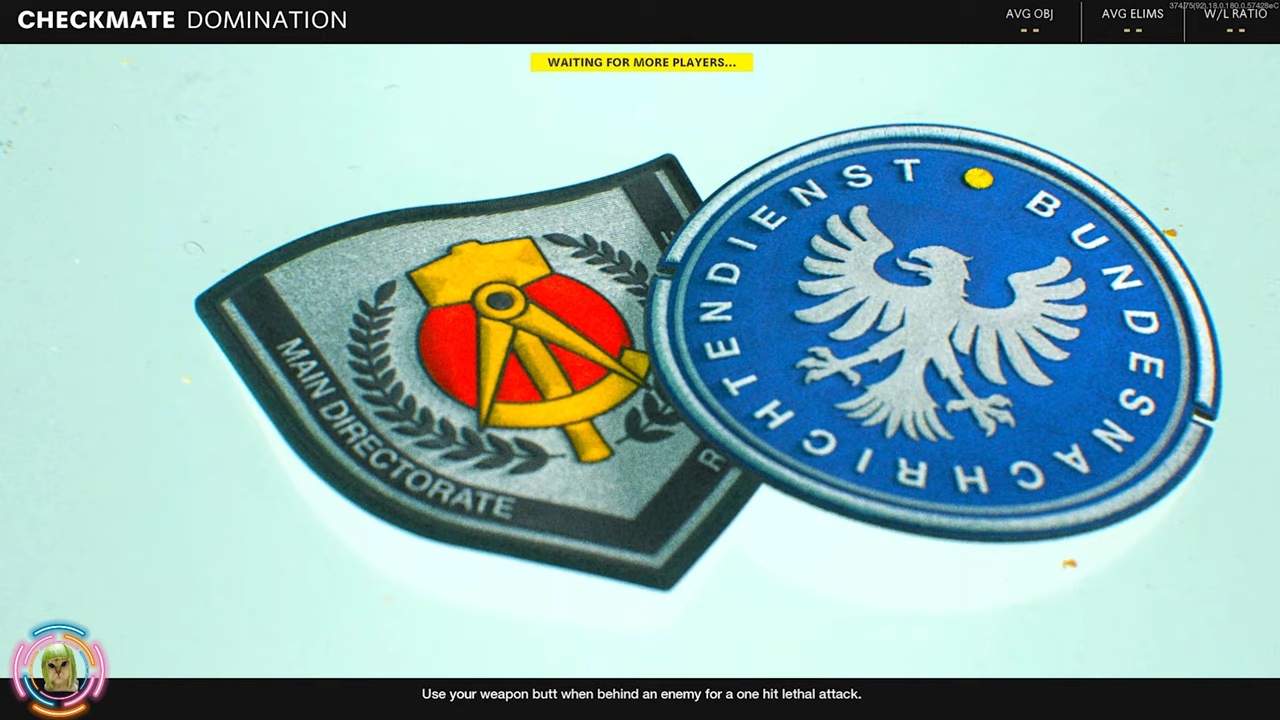 CHECKMATE DOMINATION
AVG OBJ
AVG ELIMS
W/L RATIO
--
--
--
WAITING FOR MORE PLAYERS...
MAIN DIRECTORATE
R
BUNDESNACHRICHTENDIENST
Use your weapon butt when behind an enemy for a one hit lethal attack.